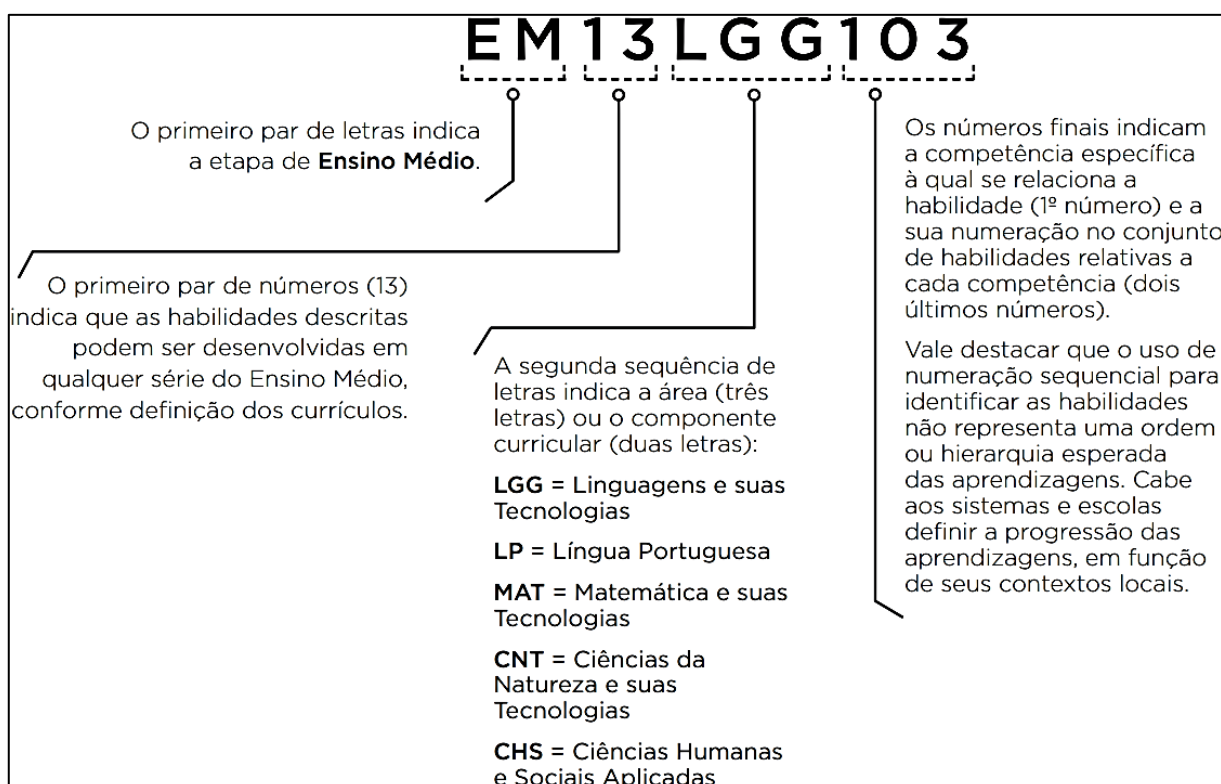 EM13LGG103
O primeiro par de letras indica
a etapa de Ensino Médio.
O primeiro par de números (13)
indica que as habilidades descritas
podem ser desenvolvidas em
qualquer série do Ensino Médio,
conforme definição dos currículos.
A segunda sequência de
letras indica a área (três
letras) ou o componente
curricular (duas letras):
LGG = Linguagens e suas
Tecnologias
LP = Língua Portuguesa
MAT = Matemática e suas
Tecnologias
CNT = Ciências da
Natureza e suas
Tecnologias
CHS = Ciências Humanas
e Sociais Aplicadas
Os números finais indicam
a competência específica
à qual se relaciona a
habilidade (1º número) e a
sua numeração no conjunto
de habilidades relativas a
cada competência (dois
últimos números).
Vale destacar que o uso de
numeração sequencial para
identificar as habilidades
não representa uma ordem
ou hierarquia esperada
das aprendizagens. Cabe
aos sistemas e escolas
definir a progressão das
aprendizagens, em função
de seus contextos locais.